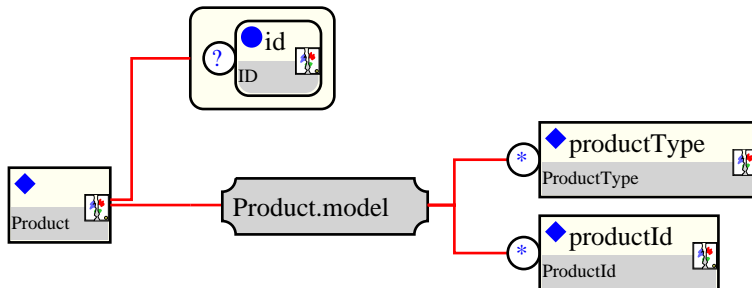 ? id
ID
* productType
ProductType
Product.model
Product
* productId
ProductId